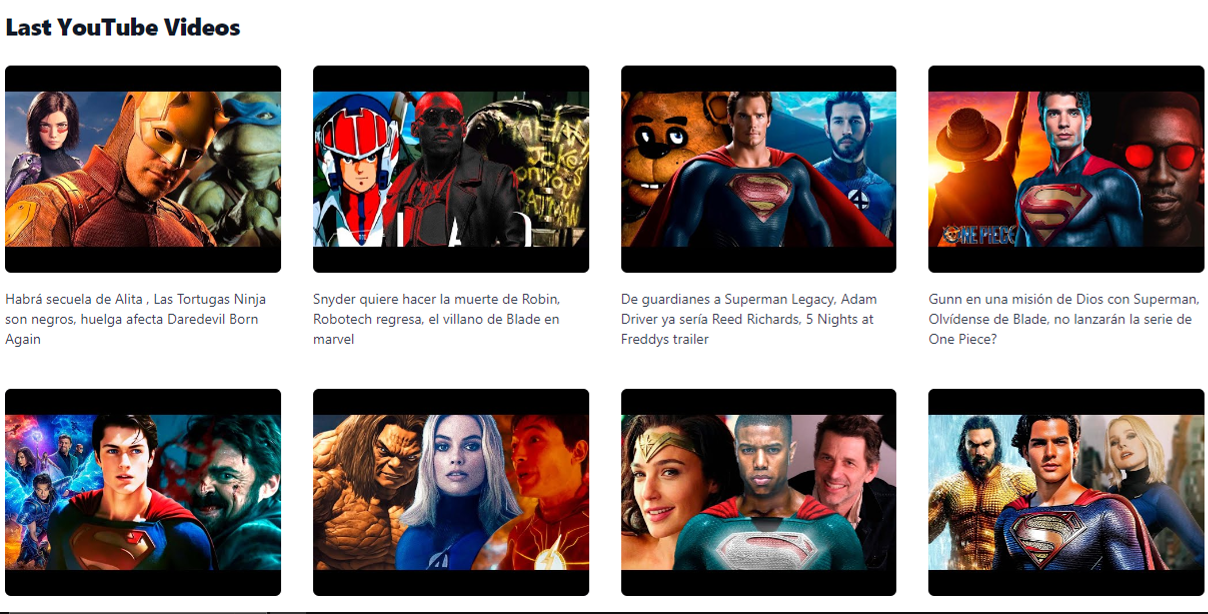 Last YouTube Videos
ONE PIECE
Habrá secuela de Alita , Las Tortugas Ninja
son negros, huelga afecta Daredevil Born
Again
Snyder quiere hacer la muerte de Robin,
Robotech regresa, el villano de Blade en
marvel
De guardianes a Superman Legacy, Adam
Driver ya sería Reed Richards, 5 Nights at
Freddys trailer
Gunn en una misión de Dios con Superman,
Olvídense de Blade, no lanzarán la serie de
One Piece?